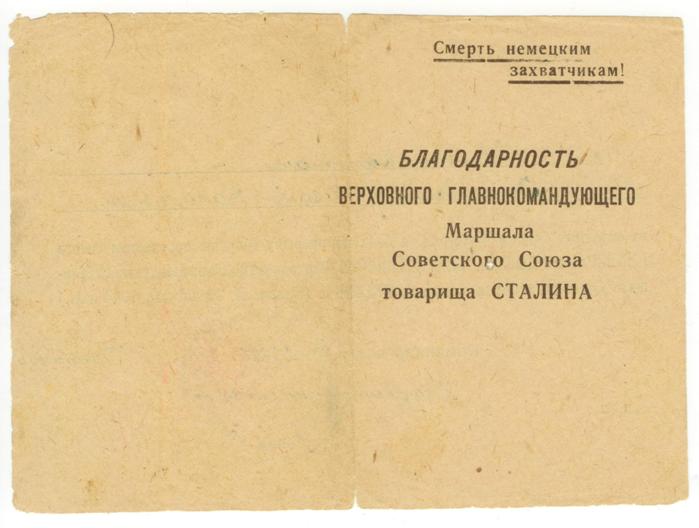 Смерть немецким
захватчикам!
БЛАГОДАРНОСТЬ
ВЕРХОВНОГО ГЛАВНОКОМАНДУЮЩЕГО
Маршала
Советского Союза
товарища СТАЛИНА